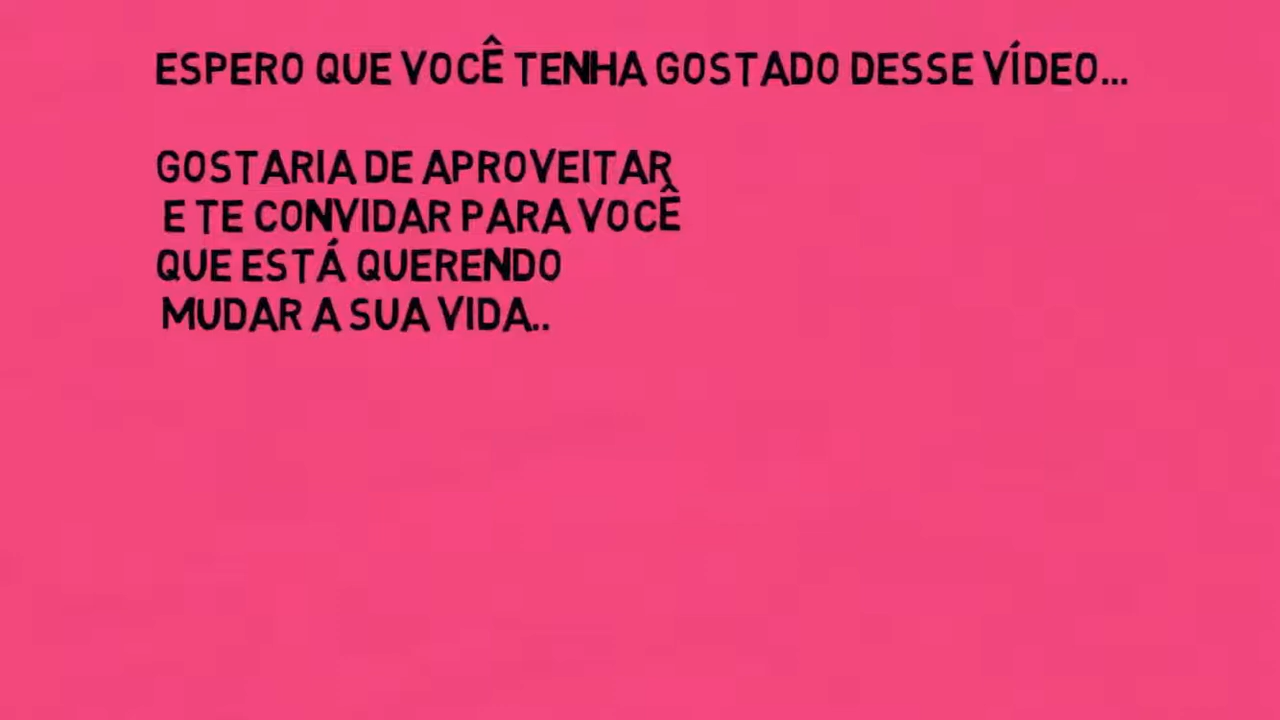 ESPERO QUE VOCÊ TENHA GOSTADO DESSE VÍDEO...
GOSTARIA DE APROVEITAR
E TE CONVIDAR PARA VOCÊ
QUE ESTÁ QUERENDO
MUDAR A SUA VIDA..